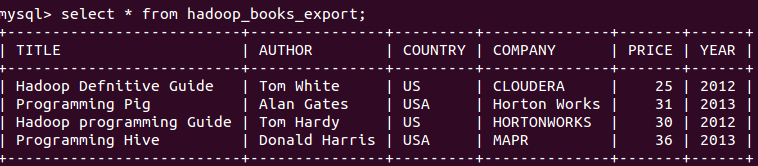 mysql> select * from hadoop_books_export;
+---------------------------+---------------+---------+--------------+-------+------+
| TITLE                     | AUTHOR        | COUNTRY | COMPANY      | PRICE | YEAR |
+---------------------------+---------------+---------+--------------+-------+------+
| Hadoop Defnitive Guide    | Tom White     | US      | CLOUDERA     |    25 | 2012 |
| Programming Pig           | Alan Gates    | USA     | Horton Works |    31 | 2013 |
| Hadoop programming Guide  | Tom Hardy     | US      | HORTONWORKS  |    30 | 2012 |
| Programming Hive          | Donald Harris | USA     | MAPR         |    36 | 2013 |
+---------------------------+---------------+---------+--------------+-------+------+